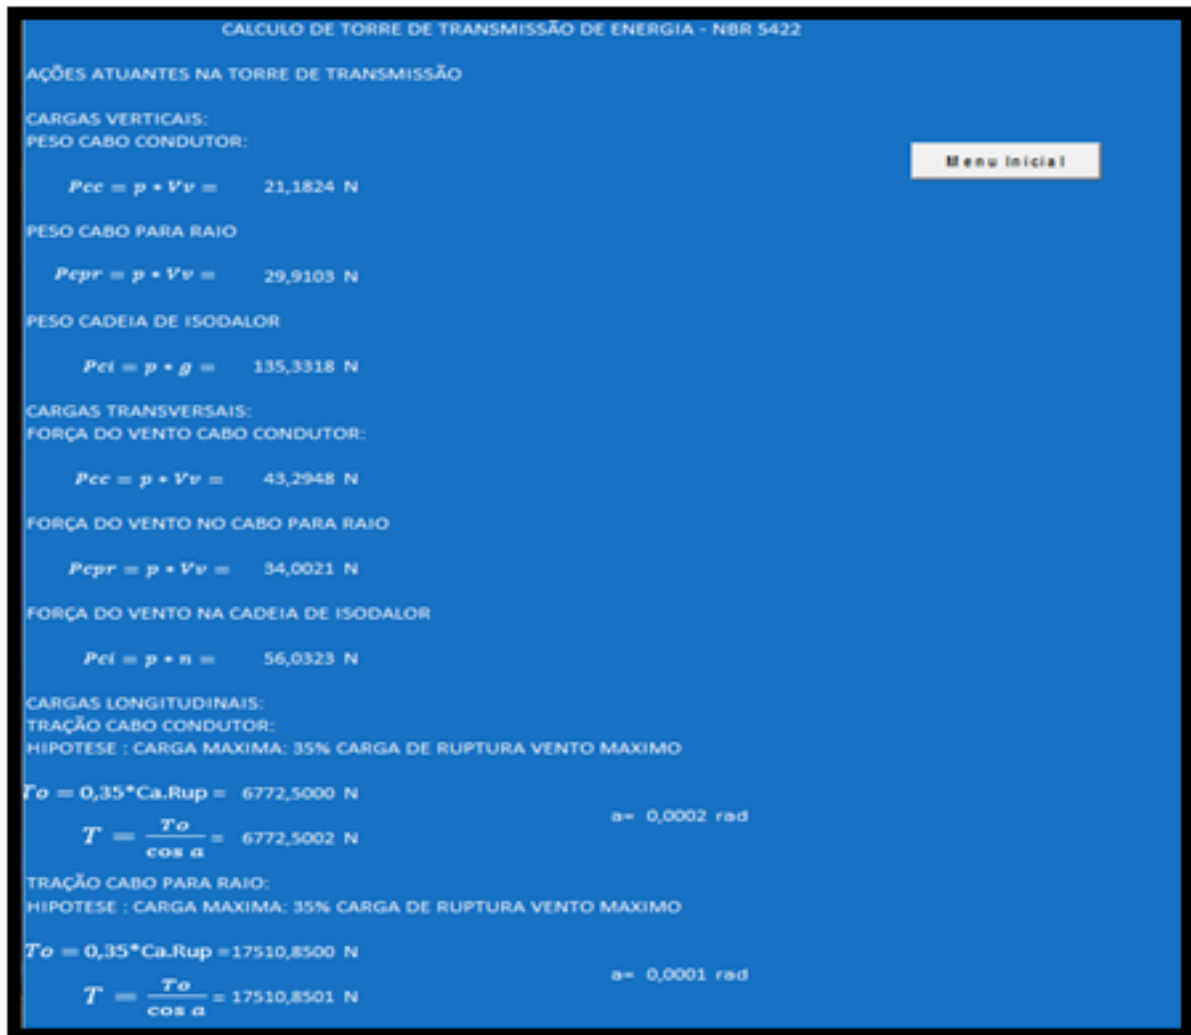 CALCULO DE TORRE DE TRANSMISSÃO DE ENERGIA - NBR 5422
AÇÕES ATUANTES NA TORRE DE TRANSMISSÃO
CARGAS VERTICAIS:
PESO CABO CONDUTOR:
Menu Inicial
Pcc = p * Vv = 21,1824 N
PESO CABO PARA RAIO
Pcpr = p * Vv = 29,9103 N
PESO CADEIA DE ISODALOR
Pci = p * g = 135,3318 N
CARGAS TRANSVERSAIS:
FORÇA DO VENTO CABO CONDUTOR:
Pcc = p * Vv = 43,2948 N
FORÇA DO VENTO NO CABO PARA RAIO
Pcpr = p * Vv = 34,0021 N
FORÇA DO VENTO NA CADEIA DE ISODALOR
Pci = p * n = 56,0323 N
CARGAS LONGITUDINAIS:
TRAÇÃO CABO CONDUTOR:
HIPOTESE : CARGA MAXIMA: 35% CARGA DE RUPTURA VENTO MAXIMO
To = 0,35*Ca.Rup = 6772,5000 N
a= 0,0002 rad
T = To / cos a = 6772,5002 N
TRAÇÃO CABO PARA RAIO:
HIPOTESE : CARGA MAXIMA: 35% CARGA DE RUPTURA VENTO MAXIMO
To = 0,35*Ca.Rup =17510,8500 N
a= 0,0001 rad
T = To / cos a = 17510,8501 N